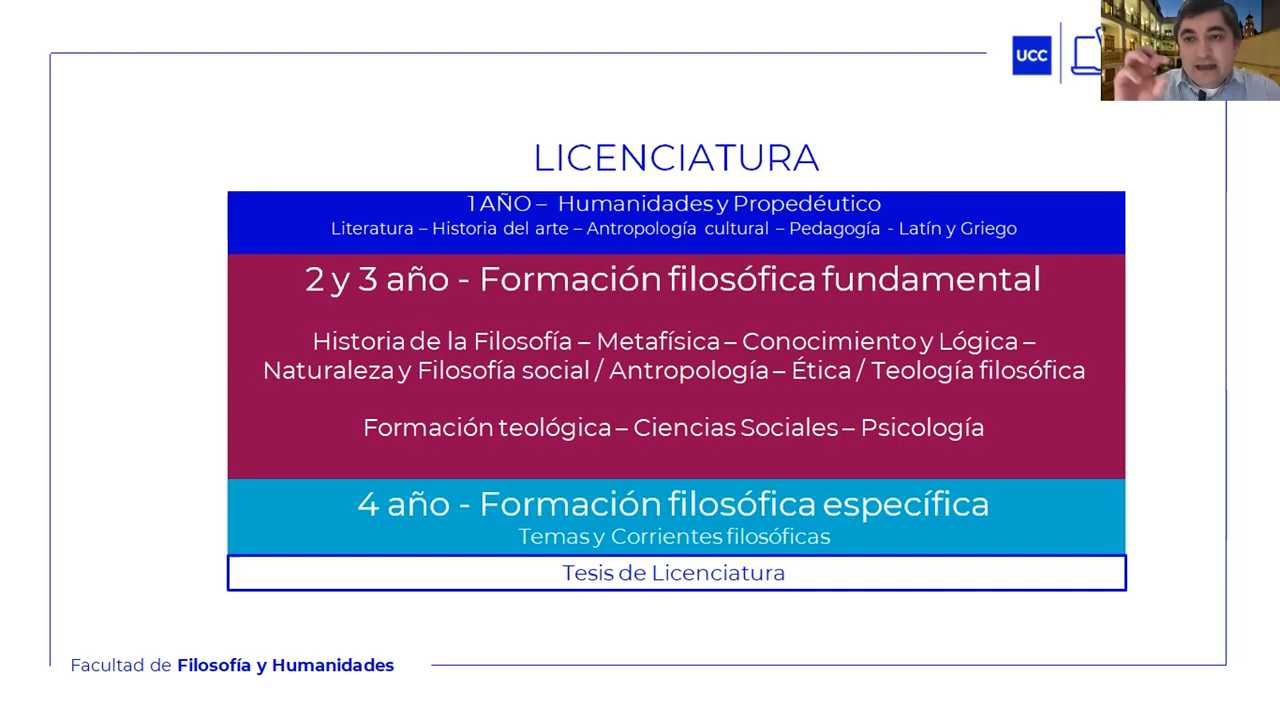 UCC
LICENCIATURA
1 AÑO – Humanidades y Propedéutico
Literatura – Historia del arte – Antropología cultural – Pedagogía - Latín y Griego
2 y 3 año - Formación filosófica fundamental
Historia de la Filosofía – Metafísica – Conocimiento y Lógica –
Naturaleza y Filosofía social / Antropología – Ética / Teología filosófica
Formación teológica – Ciencias Sociales – Psicología
4 año - Formación filosófica específica
Temas y Corrientes filosóficas
Tesis de Licenciatura
Facultad de Filosofía y Humanidades